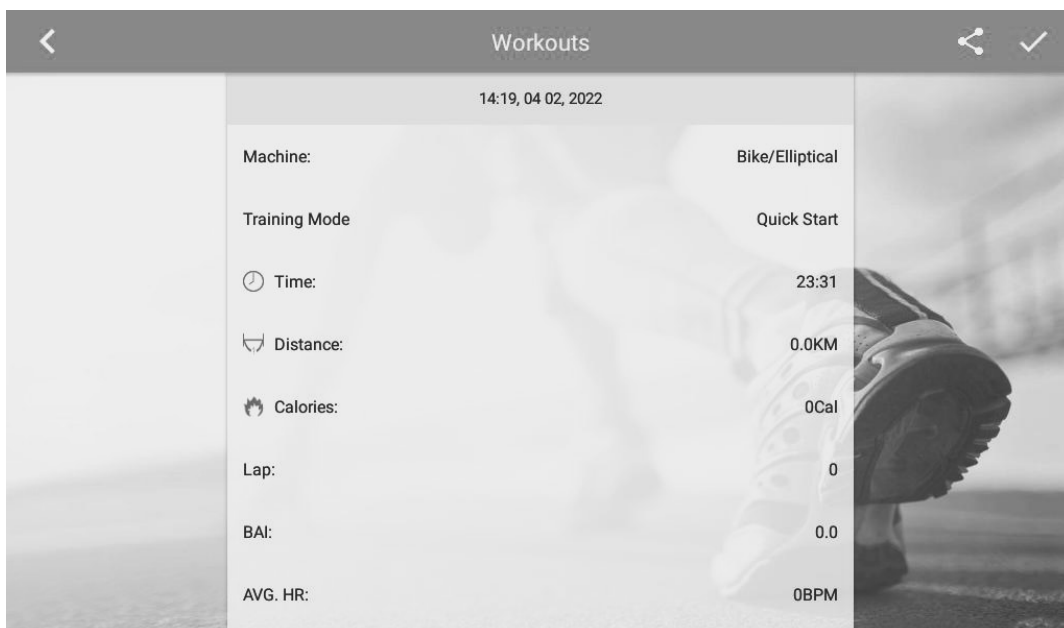 Workouts
14:19, 04 02, 2022
Machine: Bike/Elliptical
Training Mode Quick Start
Time: 23:31
Distance: 0.0KM
Calories: 0Cal
Lap: 0
BAI: 0.0
AVG. HR: 0BPM